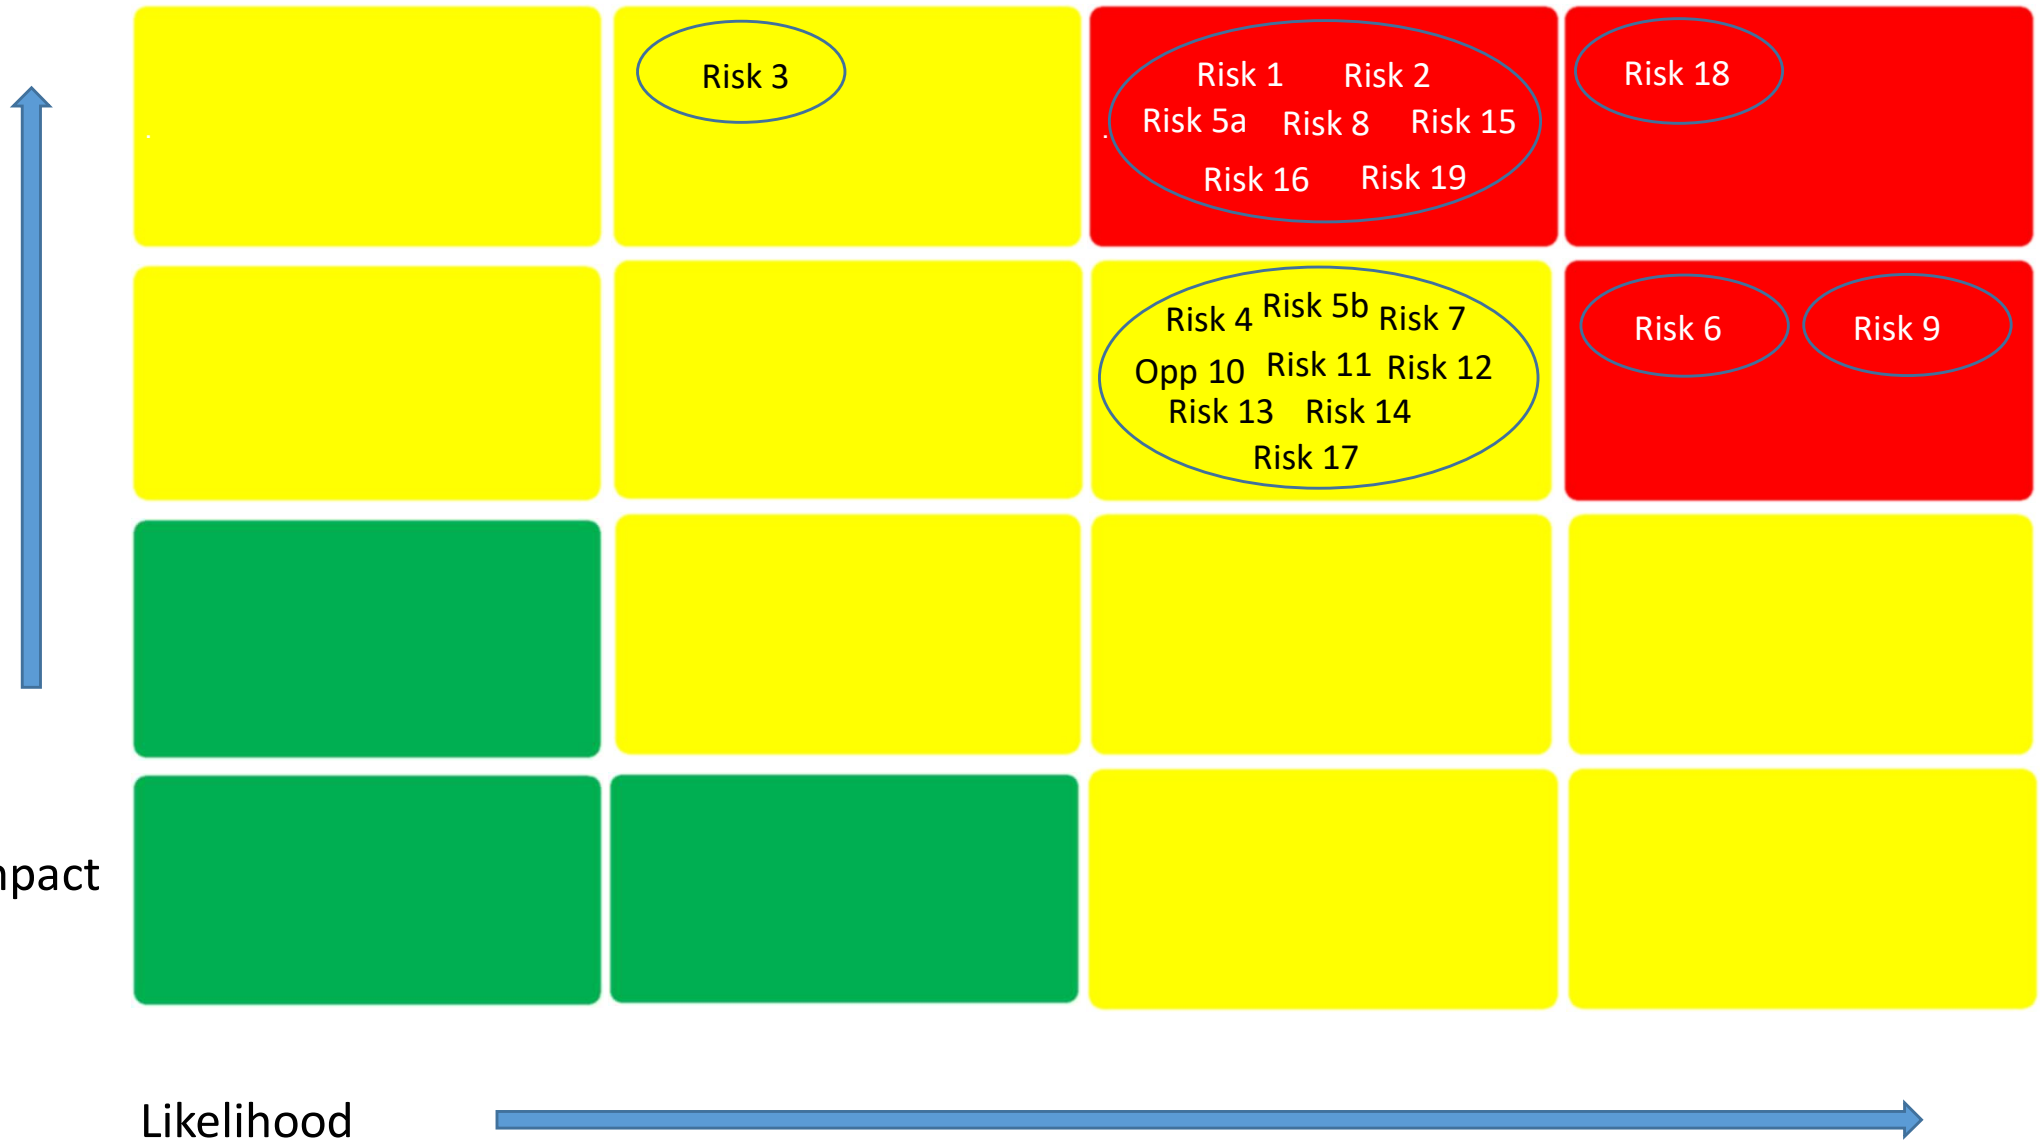 Risk 3
Risk 1 Risk 2
Risk 5a Risk 8 Risk 15
Risk 16 Risk 19
Risk 18
Risk 4 Risk 5b Risk 7
Opp 10 Risk 11 Risk 12
Risk 13 Risk 14
Risk 17
Risk 6
Risk 9
mpact
Likelihood